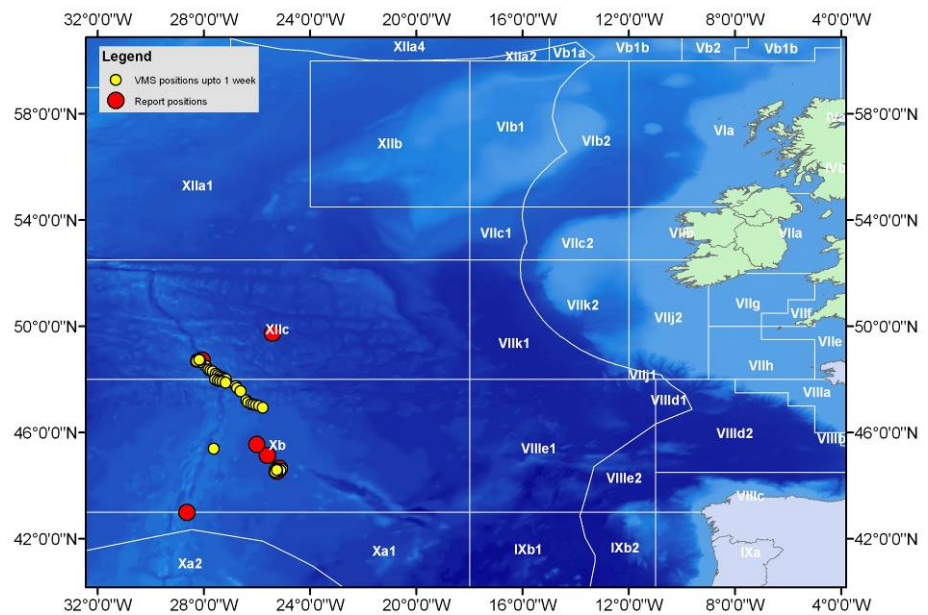 32°0'0"W 28°0'0"W 24°0'0"W 20°0'0"W 16°0'0"W 12°0'0"W 8°0'0"W 4°0'0"W
Legend
VMS positions upto 1 week
Report positions
XIIa4
XIIa2 Vb1a Vb1b Vb2 Vb1b
58°0'0"N 58°0'0"N
XIIb VIb1 VIb2 VIa
XIIa1
54°0'0"N 54°0'0"N
VIIc1 VIIc2 VIIb VIIa
VIIk2 VIIj2 VIIg VIIf
50°0'0"N XIIc VIIk1 VIIe 50°0'0"N
VIIh
VIIj1 VIIIa
VIIId1
46°0'0"N Xb VIIIe1 VIIId2 VIIIb 46°0'0"N
VIIIe2 VIIIc
42°0'0"N Xa2 Xa1 IXb1 IXb2 IXa 42°0'0"N
32°0'0"W 28°0'0"W 24°0'0"W 20°0'0"W 16°0'0"W 12°0'0"W 8°0'0"W 4°0'0"W